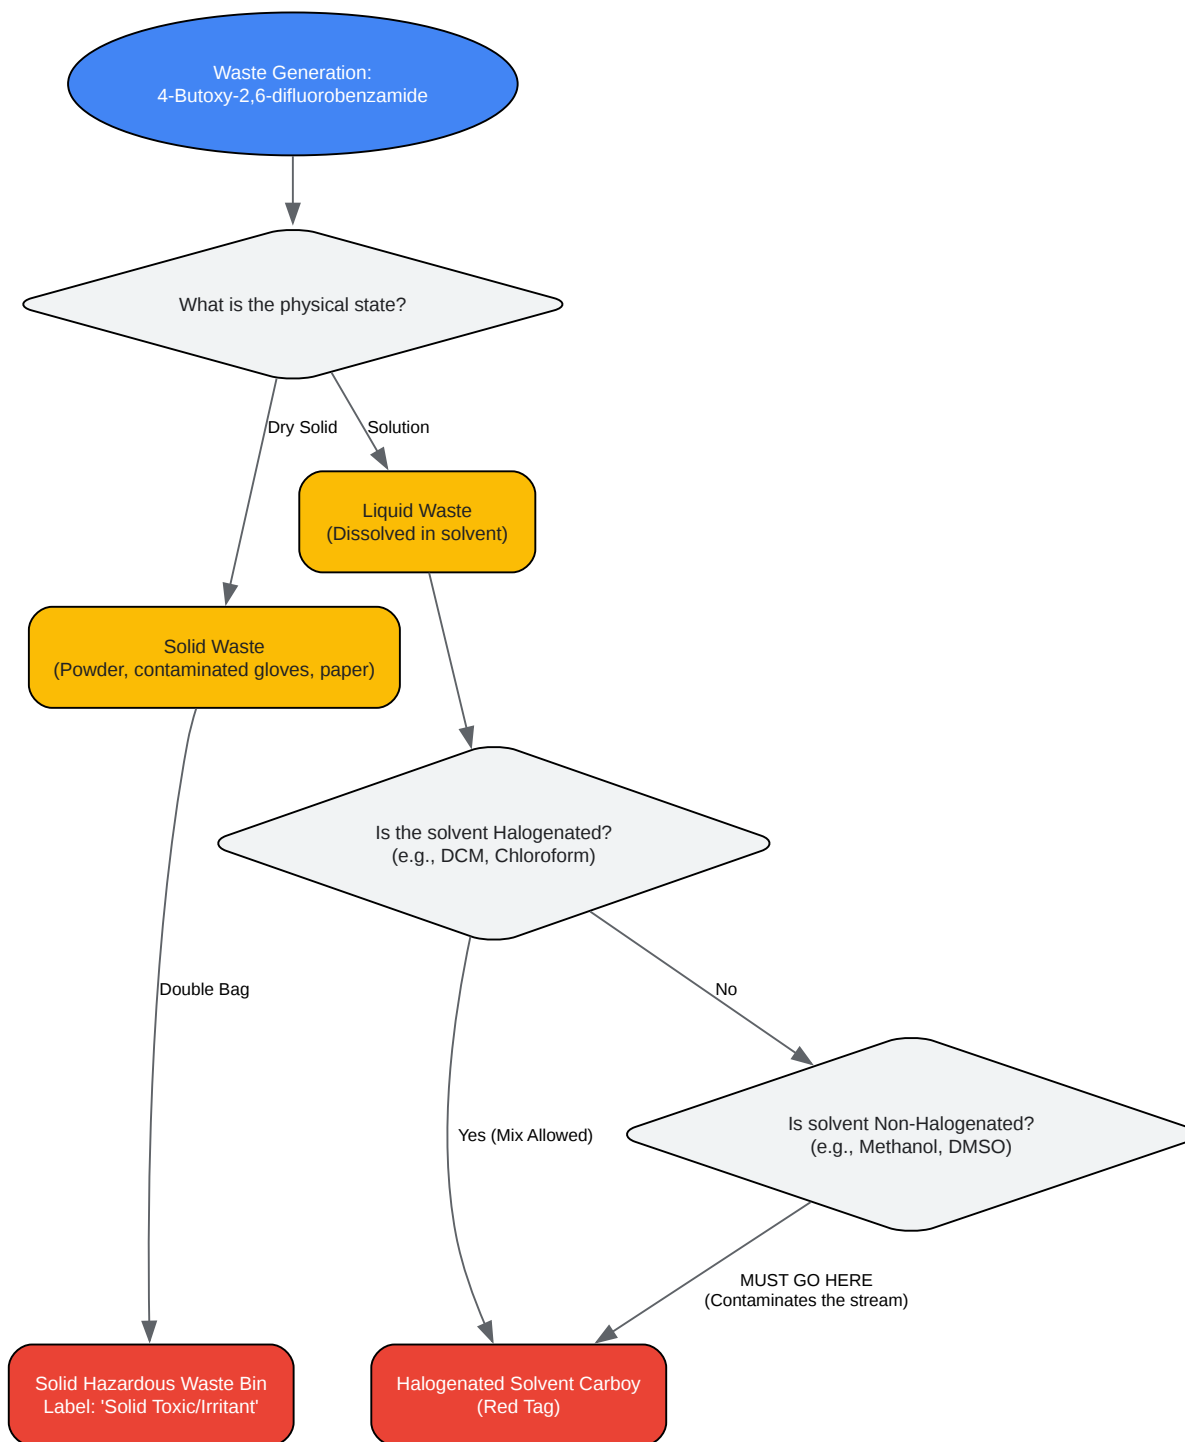 Waste Generation:
4-Butoxy-2,6-difluorobenzamide
What is the physical state?
Dry Solid
Solution
Liquid Waste
(Dissolved in solvent)
Solid Waste
(Powder, contaminated gloves, paper)
Is the solvent Halogenated?
(e.g., DCM, Chloroform)
Double Bag
No
Yes (Mix Allowed)
Is solvent Non-Halogenated?
(e.g., Methanol, DMSO)
MUST GO HERE
(Contaminates the stream)
Solid Hazardous Waste Bin
Label: 'Solid Toxic/Irritant'
Halogenated Solvent Carboy
(Red Tag)